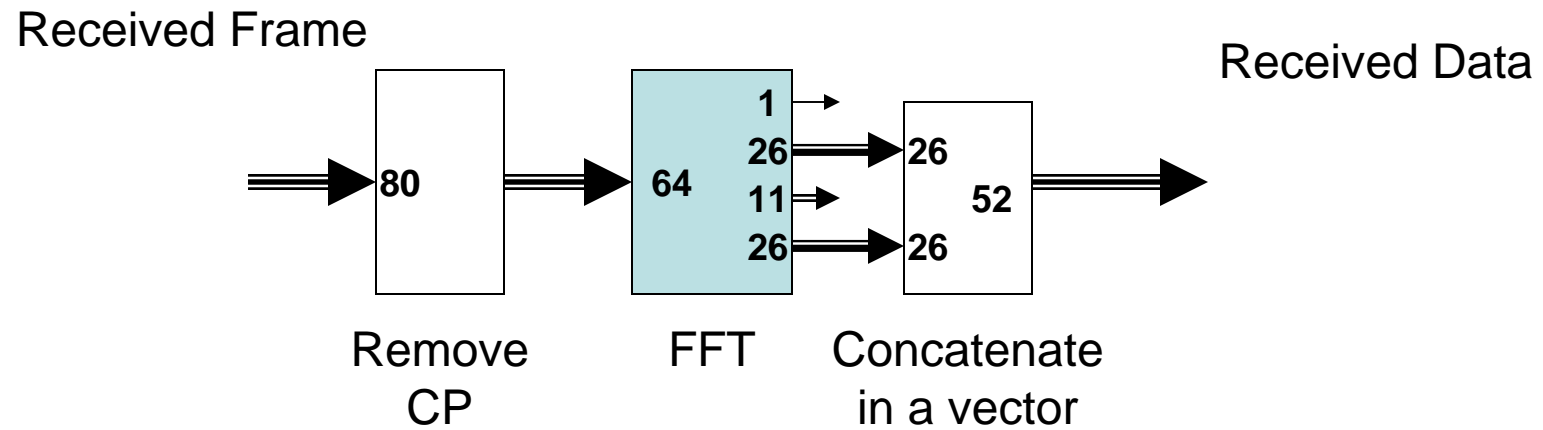 Received Frame
Received Data
80
64
1
26
11
26
26
52
26
Remove
CP
FFT
Concatenate
in a vector